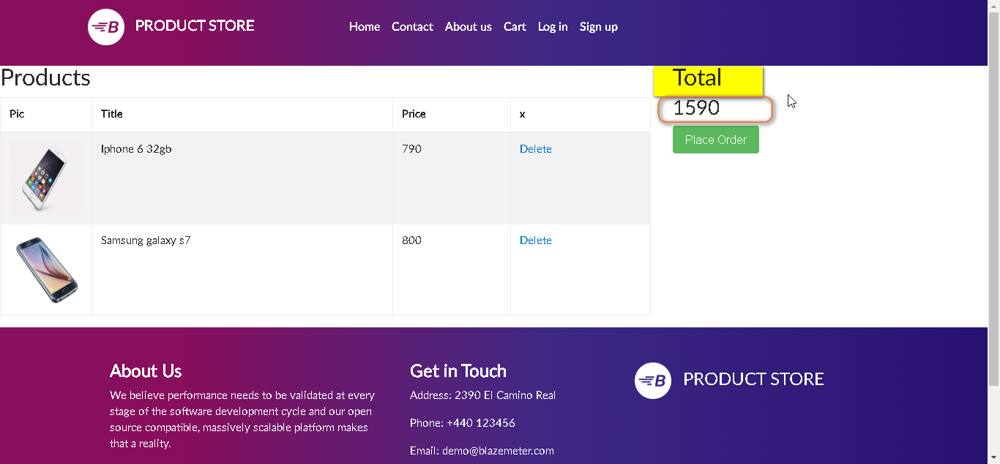 PRODUCT STORE
Home Contact About us Cart Log in Sign up
Products
Pic Title Price x
Iphone 6 32gb 790 Delete
Samsung galaxy s7 800 Delete
Total
1590
Place Order
About Us
We believe performance needs to be validated at every
stage of the software development cycle and our open
source compatible, massively scalable platform makes
that a reality.
Get in Touch
Address: 2390 El Camino Real
Phone: +440 123456
Email: demo@blazemeter.com
B PRODUCT STORE